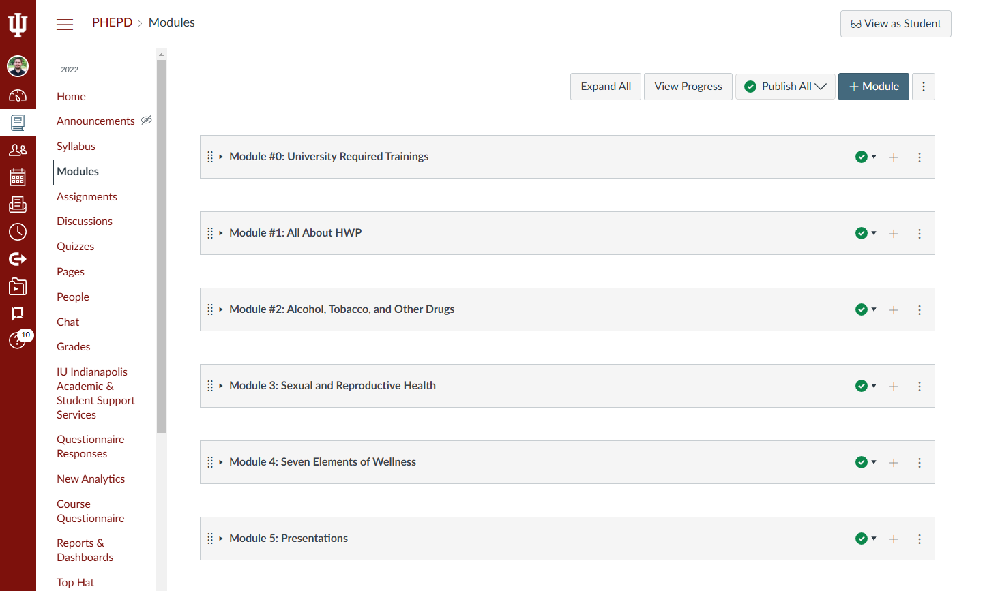 PHEPD > Modules
View as Student
2022
Home
Announcements
Syllabus
Modules
Assignments
Discussions
Quizzes
Pages
People
Chat
Grades
IU Indianapolis
Academic &
Student Support
Services
Questionnaire
Responses
New Analytics
Course
Questionnaire
Reports &
Dashboards
Top Hat
10
Expand All
View Progress
Publish All
+ Module
Module #0: University Required Trainings
Module #1: All About HWP
Module #2: Alcohol, Tobacco, and Other Drugs
Module 3: Sexual and Reproductive Health
Module 4: Seven Elements of Wellness
Module 5: Presentations